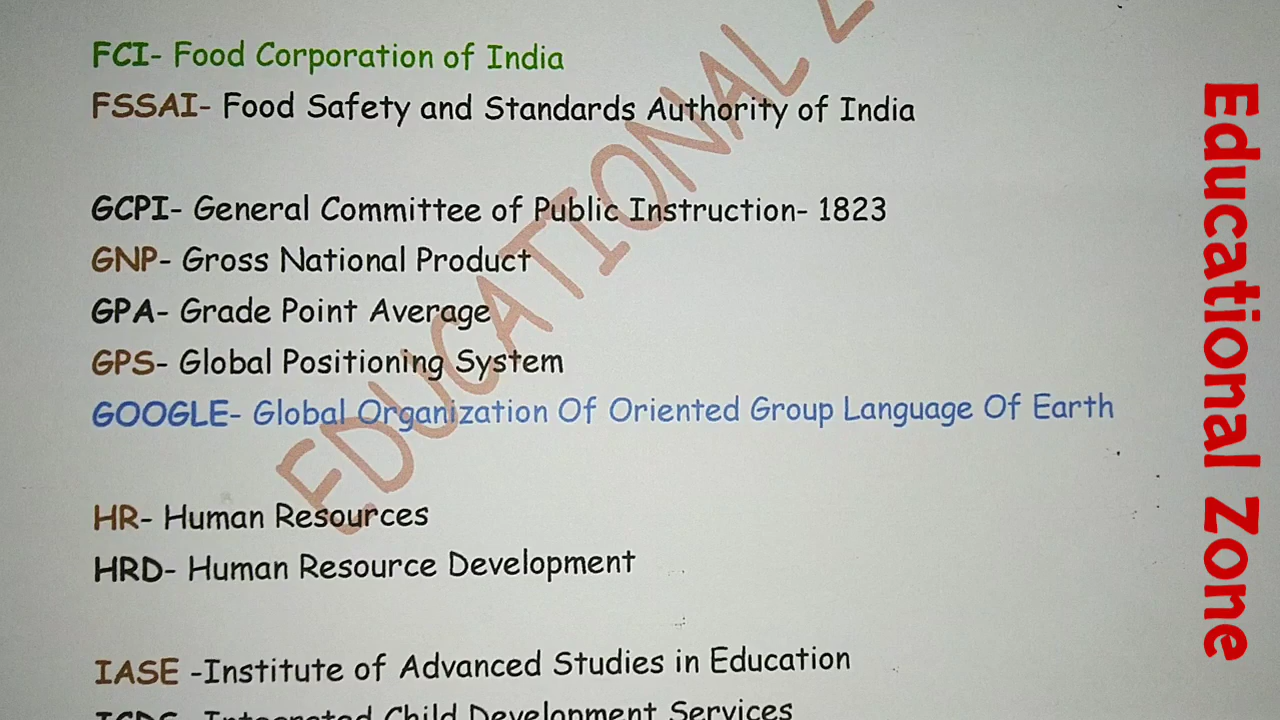 FCI- Food Corporation of India
FSSAI- Food Safety and Standards Authority of India
GCPI- General Committee of Public Instruction- 1823
GNP- Gross National Product
GPA- Grade Point Average
GPS- Global Positioning System
GOOGLE- Global Organization Of Oriented Group Language Of Earth
HR- Human Resources
HRD- Human Resource Development
IASE -Institute of Advanced Studies in Education
ICDS- Integrated Child Development Services
EDUCATIONAL
Educational Zone